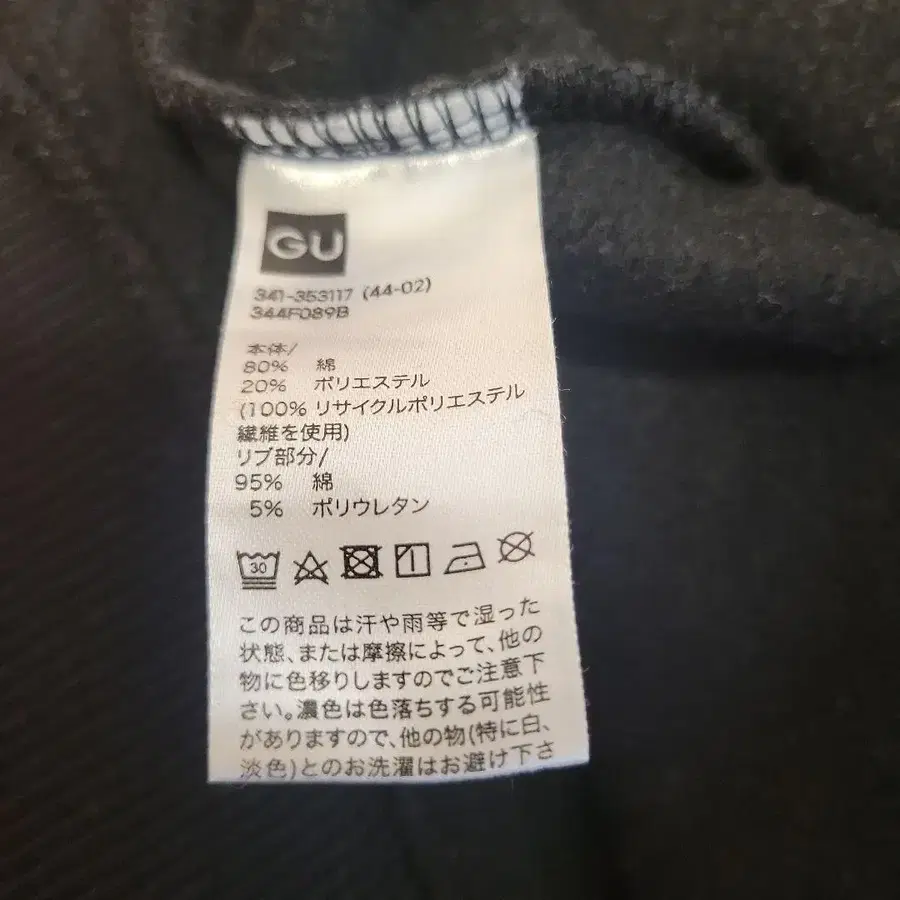 GU
341-353117 (44-02)
344F089B
本体/
80% 綿
20% ポリエステル
(100% リサイクルポリエステル
繊維を使用)
リブ部分/
95% 綿
5% ポリウレタン
30
この商品は汗や雨等で湿った
状態、または摩擦によって、他の
物に色移りしますのでご注意下
さい。濃色は色落ちする可能性
がありますので、他の物(特に白、
淡色)とのお洗濯はお避け下さ